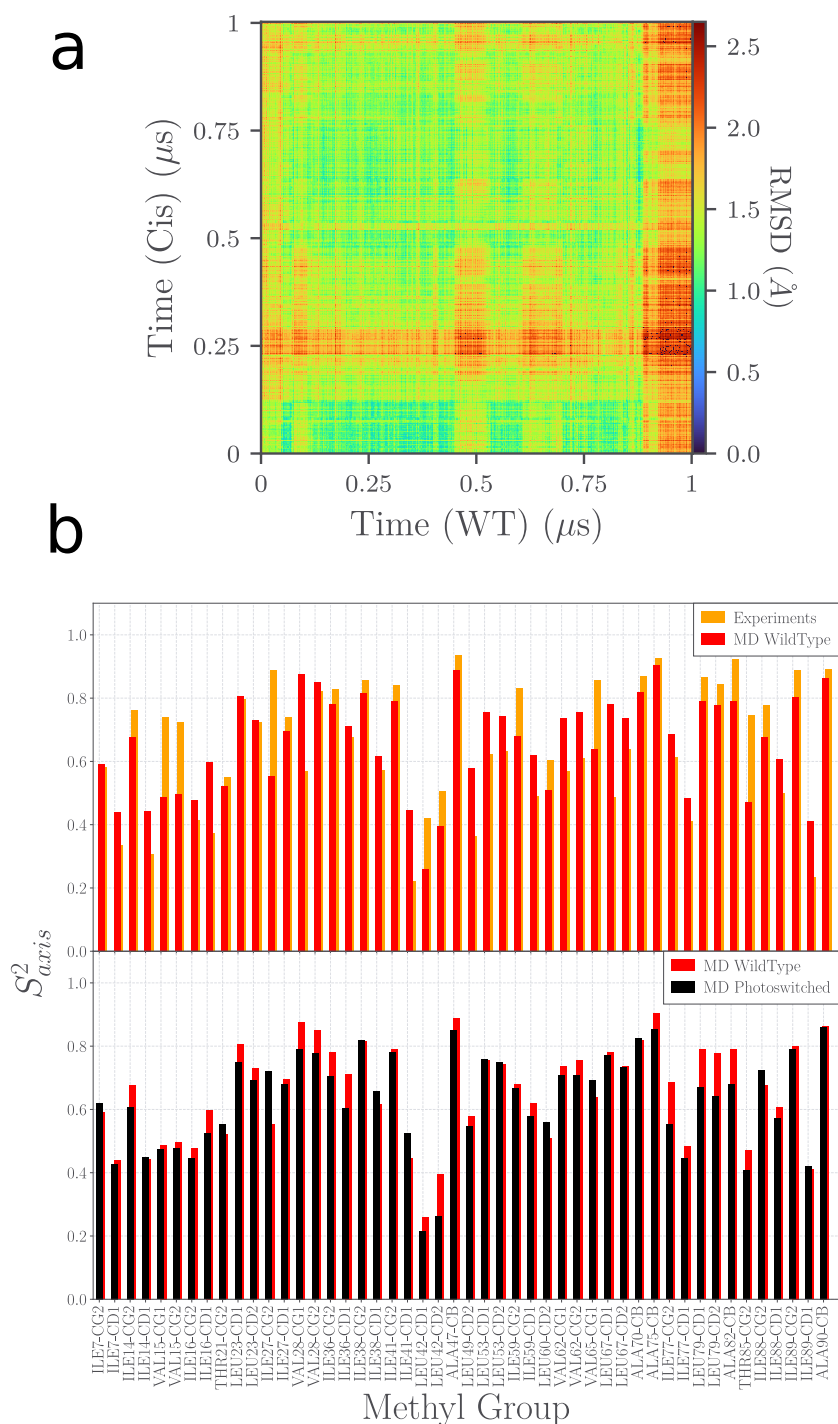 a
RMSD (Å)
2.5
2.0
1.5
1.0
0.5
0.0
Time (Cis) (μs)
1
0.75
0.5
0.25
0
0 0.25 0.5 0.75 1
Time (WT) (μs)
b
Experiments
MD WildType
1.0
0.8
0.6
0.4
0.2
0.0
S²axis
MD WildType
MD Photoswitched
1.0
0.8
0.6
0.4
0.2
0.0
ILE7-CG2
ILE7-CD1
ILE14-CG2
ILE14-CD1
VAL15-CG1
VAL15-CG2
ILE16-CG2
ILE16-CD1
THR21-CG2
LEU23-CD1
LEU23-CD2
ILE27-CG2
ILE27-CD1
VAL28-CG1
VAL28-CG2
ILE36-CG2
ILE36-CD1
ILE38-CG2
ILE38-CD1
ILE41-CG2
ILE41-CD1
LEU42-CD1
LEU42-CD2
ALA47-CB
LEU49-CD2
LEU53-CD1
LEU53-CD2
ILE59-CG2
ILE59-CD1
LEU60-CD2
VAL62-CG1
VAL62-CG2
VAL65-CG1
LEU67-CD1
LEU67-CD2
ALA70-CB
ALA75-CB
ILE77-CG2
ILE77-CD1
LEU79-CD1
LEU79-CD2
ALA82-CB
THR85-CG2
ILE88-CG2
ILE88-CD1
ILE89-CG2
ILE89-CD1
ALA90-CB
Methyl Group